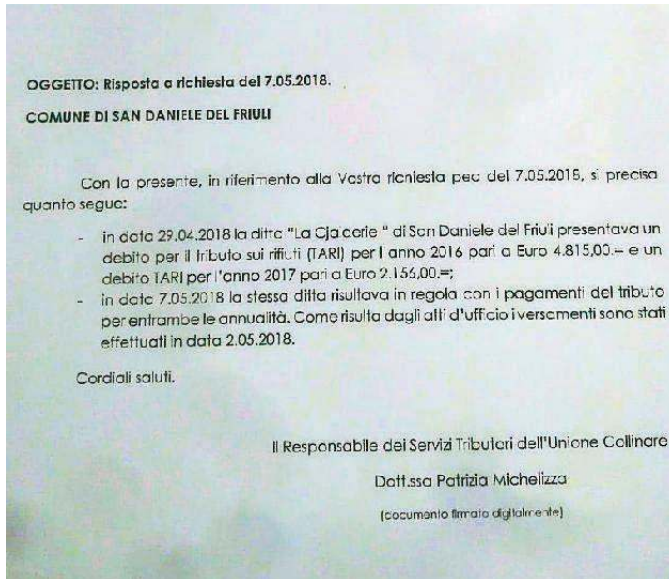 OGGETTO: Risposta a richiesta del 7.05.2018.
COMUNE DI SAN DANIELE DEL FRIULI
Con la presente, in riferimento alla Vostra richiesta pec del 7.05.2018, si precisa
quanto segue:
- in data 29.04.2018 la ditta "La Cjacarie " di San Daniele del Friuli presentava un
debito per il tributo sui rifiuti (TARI) per l'anno 2016 pari a Euro 4.815,00.= e un
debito TARI per l'anno 2017 pari a Euro 2.156,00.=;
- in data 7.05.2018 la stessa ditta risultava in regola con i pagamenti del tributo
per entrambe le annualità. Come risulta dagli atti d'ufficio i versamenti sono stati
effettuati in data 2.05.2018.
Cordiali saluti.
Il Responsabile dei Servizi Tributari dell'Unione Collinare
Dott.ssa Patrizia Michelizza
(documento firmato digitalmente)